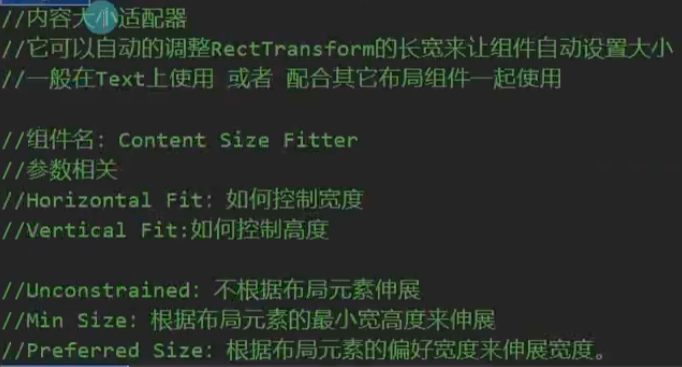 //内容大小适配器
//它可以自动的调整RectTransform的长宽来让组件自动设置大小
//一般在Text上使用 或者 配合其它布局组件一起使用
//组件名: Content Size Fitter
//参数相关
//Horizontal Fit: 如何控制宽度
//Vertical Fit:如何控制高度
//Unconstrained: 不根据布局元素伸展
//Min Size: 根据布局元素的最小宽高度来伸展
//Preferred Size: 根据布局元素的偏好宽度来伸展宽度。